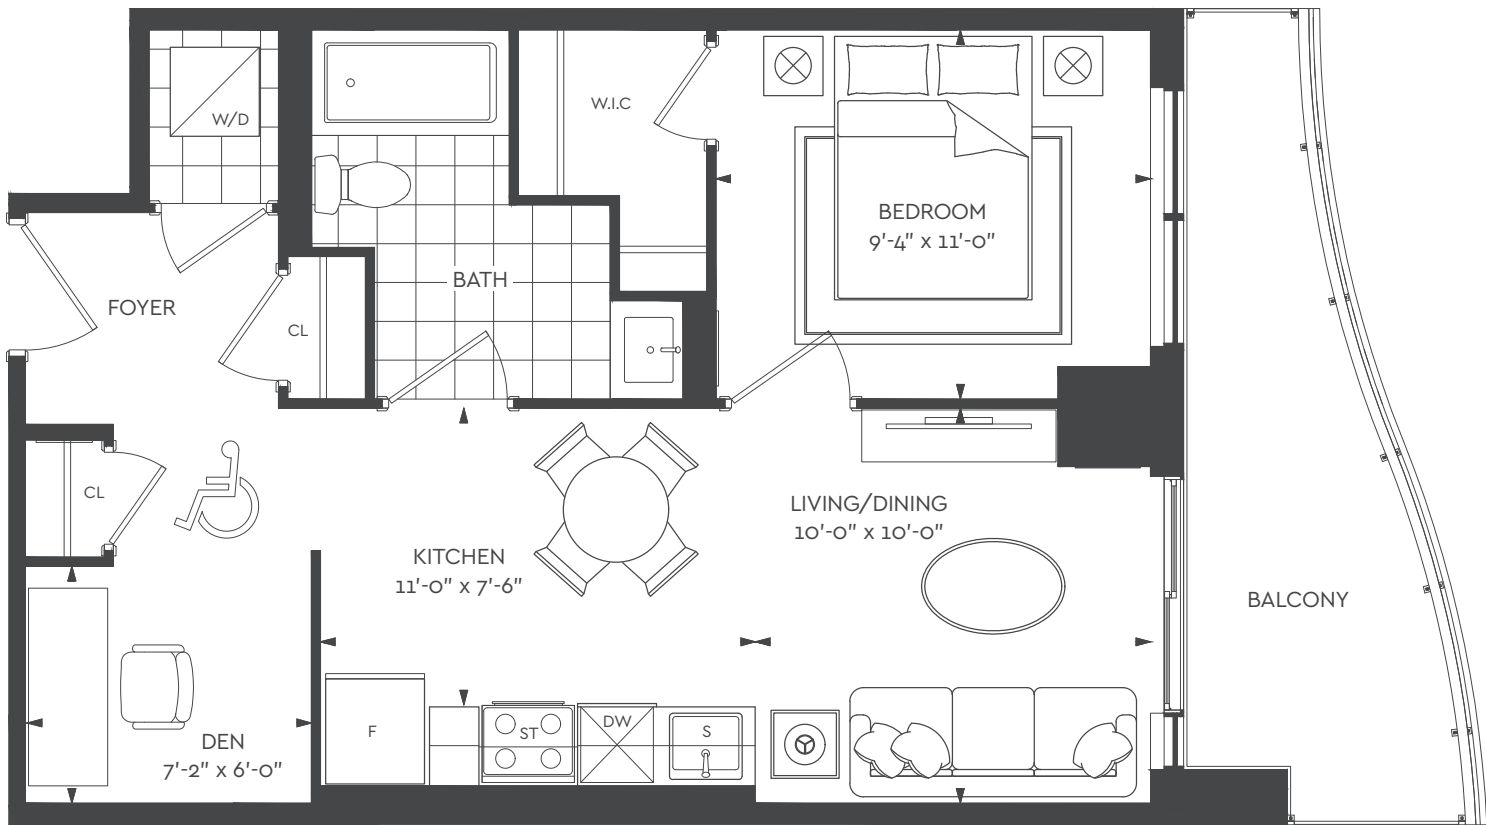 W/D
W.I.C
BEDROOM
9'-4" x 11'-0"
FOYER
BATH
CL
CL
KITCHEN
11'-0" x 7'-6"
LIVING/DINING
10'-0" x 10'-0"
BALCONY
DEN
7'-2" x 6'-0"
F
ST
DW
S